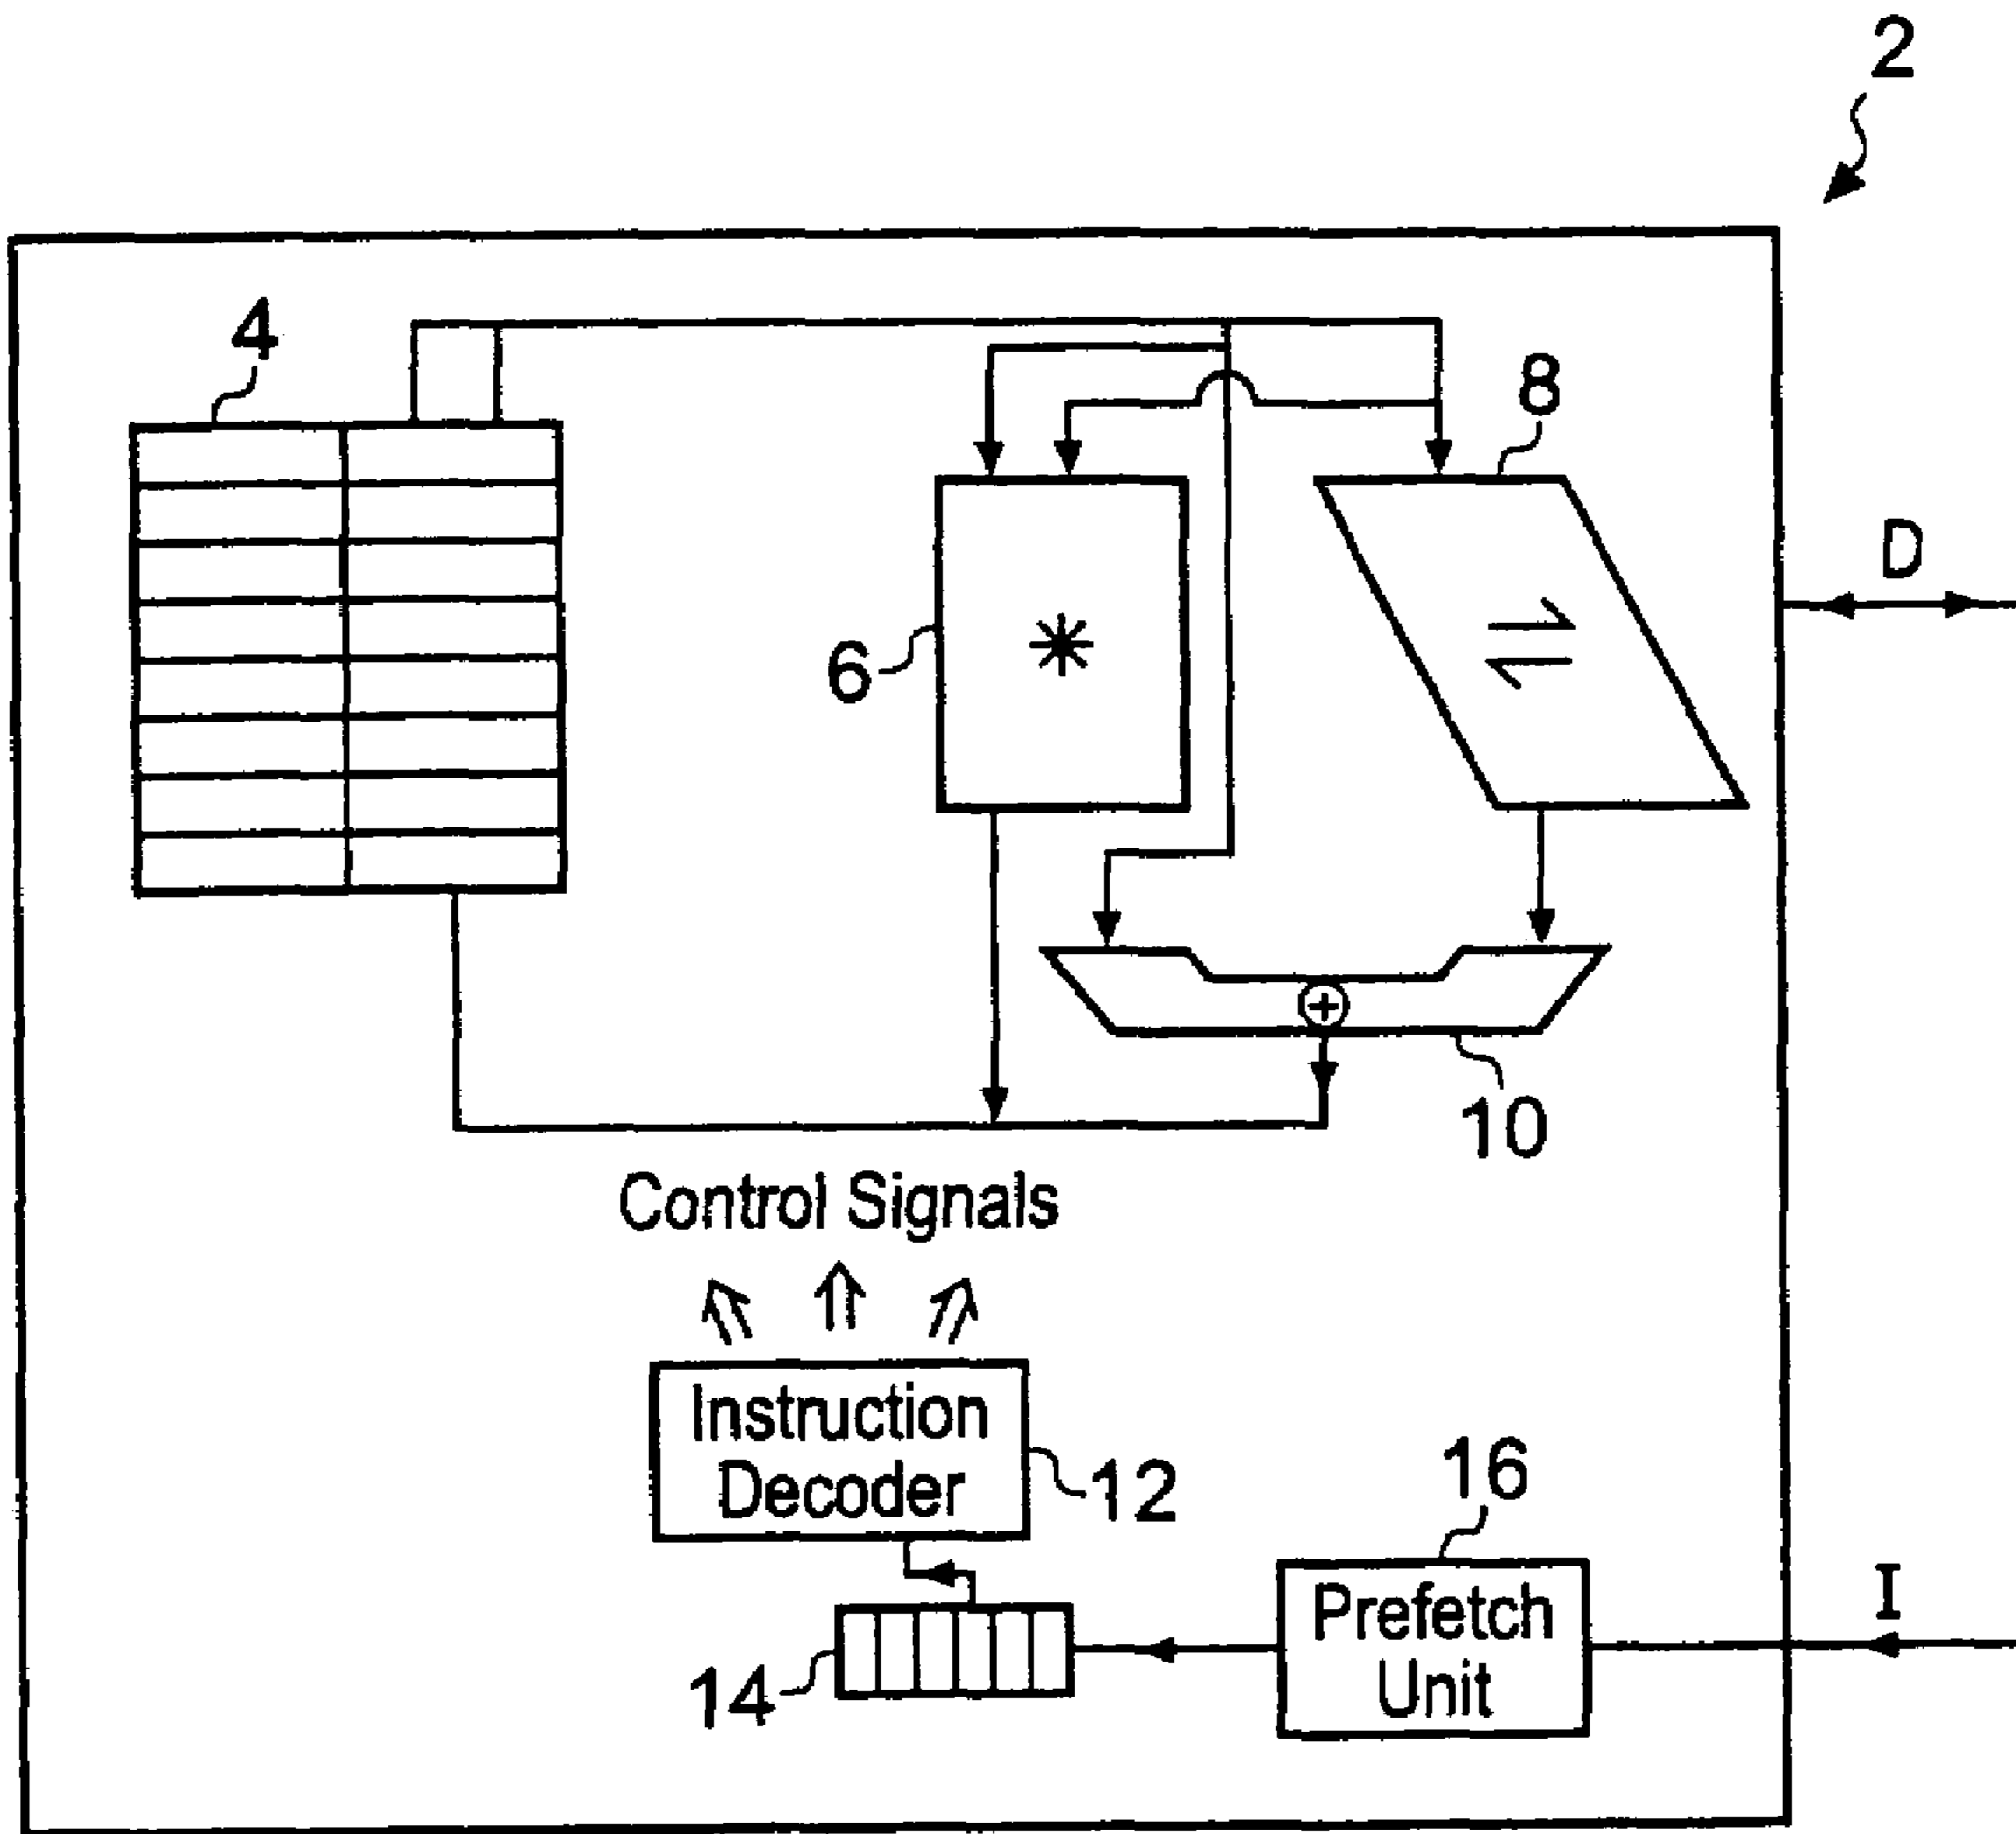 2
4
8
D
6
*
10
Control Signals
Instruction
Decoder
12
16
I
Prefetch
Unit
14